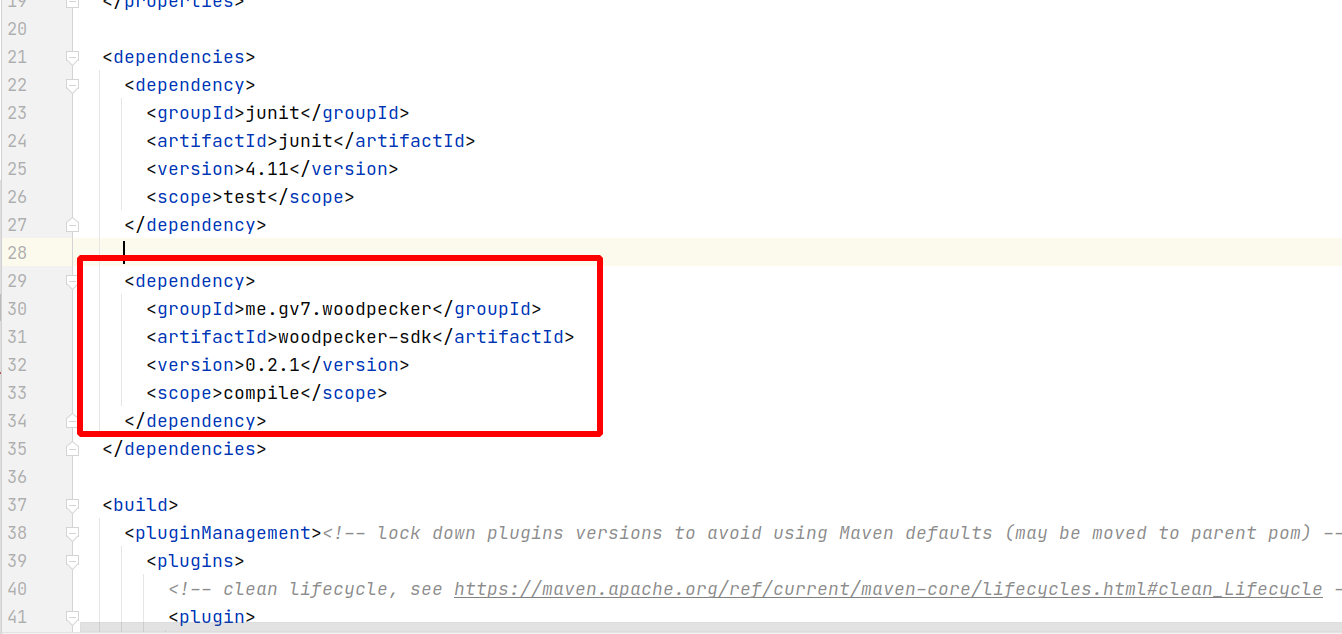 19 </properties>
20
21 <dependencies>
22 <dependency>
23 <groupId>junit</groupId>
24 <artifactId>junit</artifactId>
25 <version>4.11</version>
26 <scope>test</scope>
27 </dependency>
28
29 <dependency>
30 <groupId>me.gv7.woodpecker</groupId>
31 <artifactId>woodpecker-sdk</artifactId>
32 <version>0.2.1</version>
33 <scope>compile</scope>
34 </dependency>
35 </dependencies>
36
37 <build>
38 <pluginManagement><!-- lock down plugins versions to avoid using Maven defaults (may be moved to parent pom) --
39 <plugins>
40 <!-- clean lifecycle, see https://maven.apache.org/ref/current/maven-core/lifecycles.html#clean_Lifecycle -
41 <plugin>